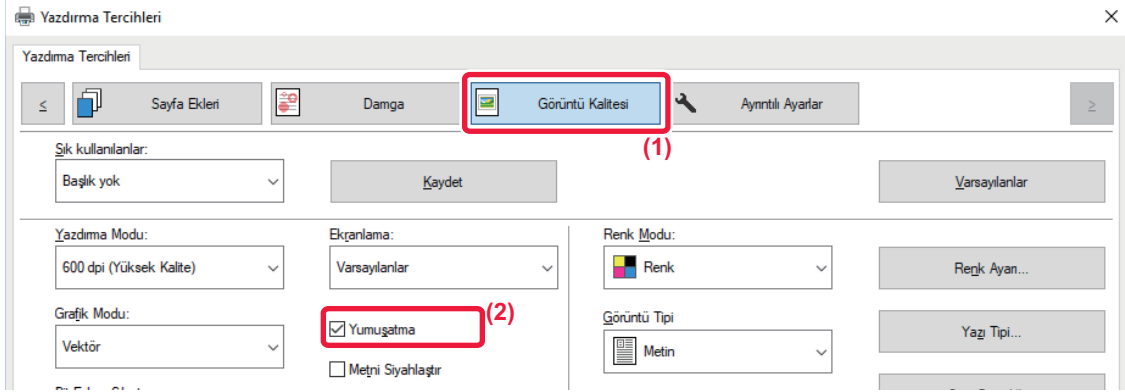 Yazdırma Tercihleri
Yazdırma Tercihleri
< Sayfa Ekleri Damga Görüntü Kalitesi Ayrıntılı Ayarlar >
(1)
Sık kullanılanlar:
Başlık yok Kaydet Varsayılanlar
Yazdırma Modu: Ekranlama: Renk Modu:
600 dpi (Yüksek Kalite) Varsayılanlar Renk Renk Ayarı...
Grafik Modu: (2) Görüntü Tipi
Vektör Yumuşatma Metin Yazı Tipi...
Metni Siyahlaştır